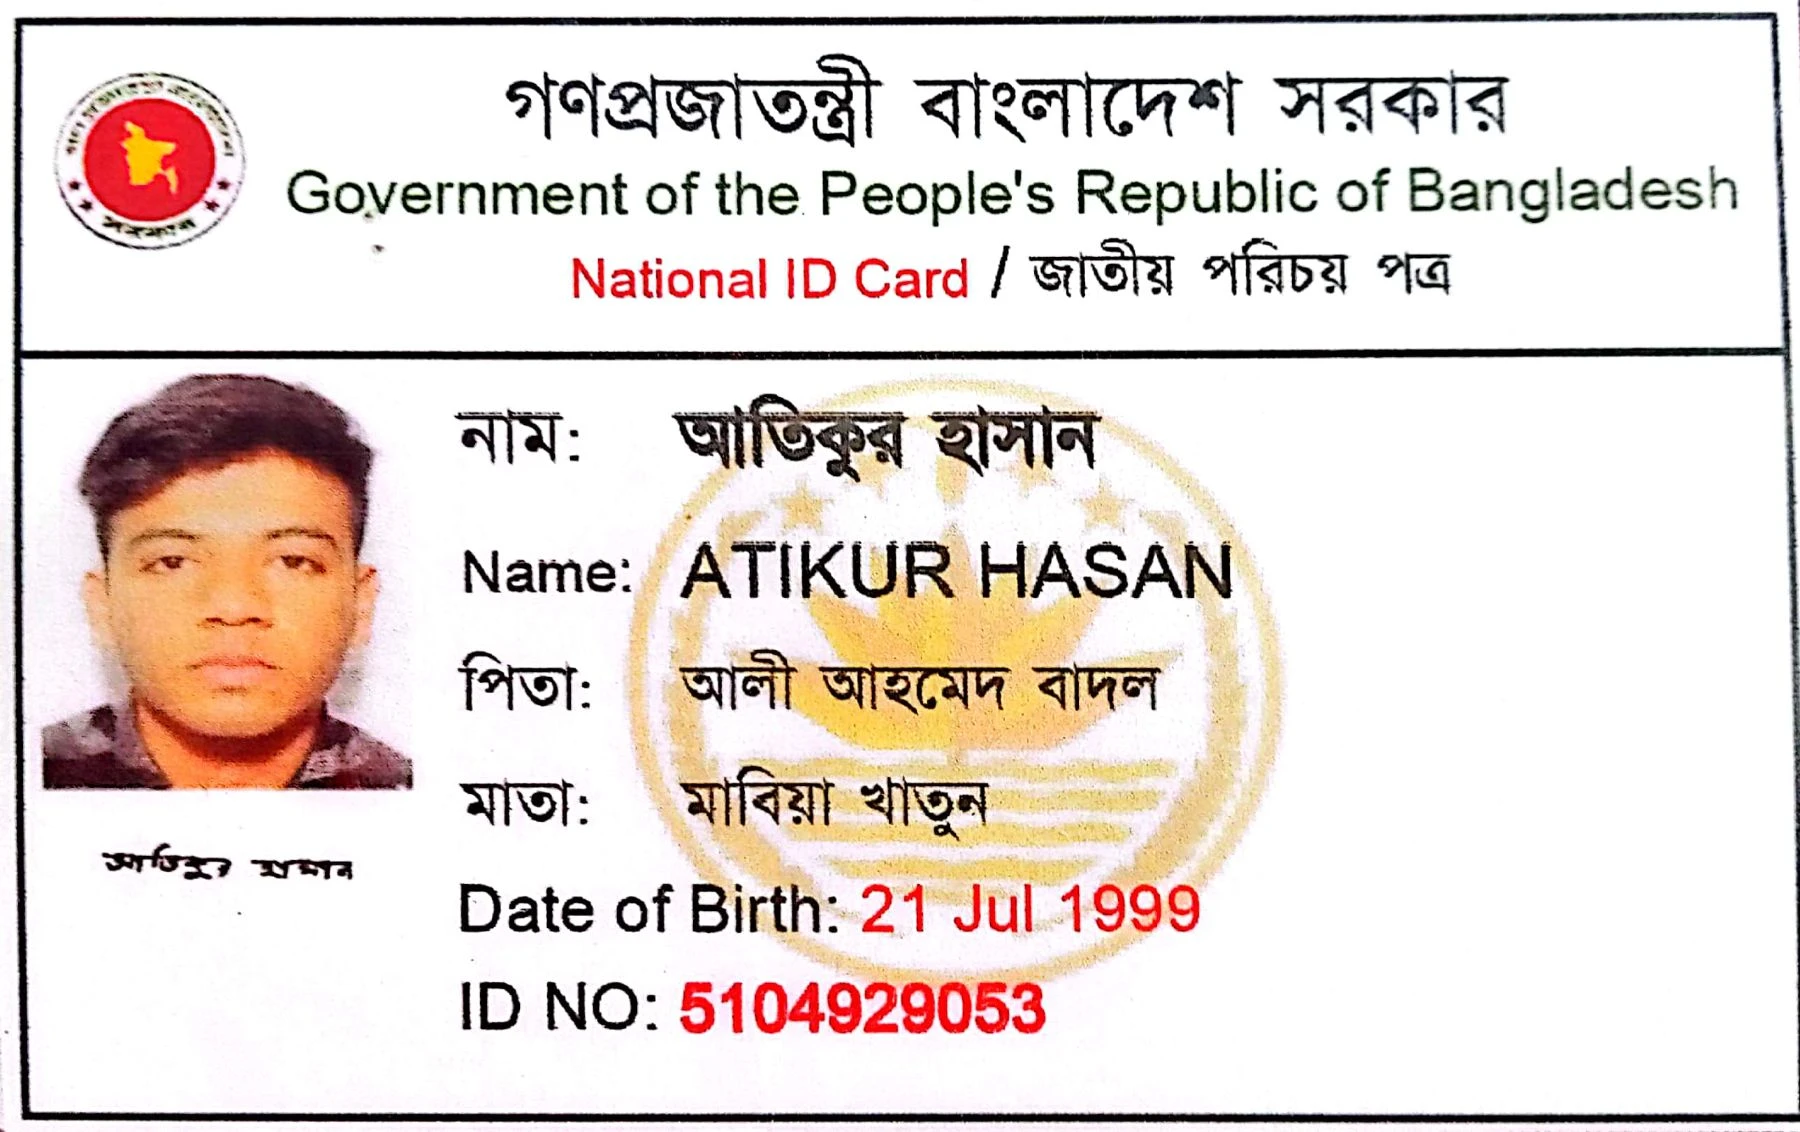 গণপ্রজাতন্ত্রী বাংলাদেশ সরকার
Government of the People's Republic of Bangladesh
National ID Card / জাতীয় পরিচয় পত্র
নাম: আতিকুর হাসান
Name: ATIKUR HASAN
পিতা: আলী আহমেদ বাদল
মাতা: মাবিয়া খাতুন
আতিকুর হাসান
Date of Birth: 21 Jul 1999
ID NO: 5104929053